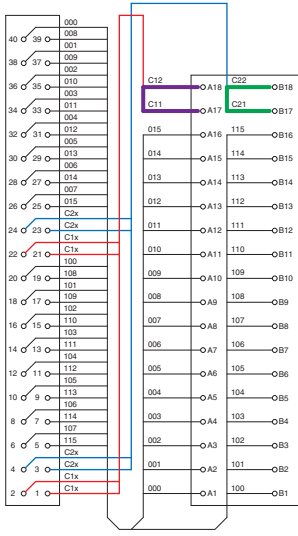 000
40 39 008
001
38 37 009
002
36 35 010
003
34 33 011
004
32 31 012
005
30 29 013
006
28 27 014
007
26 25 015
C2x
24 23 C2x
C1x
22 21 C1x
100
20 19 108
101
18 17 109
102
16 15 110
103
14 13 111
104
12 11 112
105
10 9 113
106
8 7 114
107
6 5 115
C2x
4 3 C2x
C1x
2 1 C1x
C12 A18 C22 B18
C11 A17 C21 B17
015 A16 115 B16
014 A15 114 B15
013 A14 113 B14
012 A13 112 B13
011 A12 111 B12
010 A11 110 B11
009 A10 109 B10
008 A9 108 B9
007 A8 107 B8
006 A7 106 B7
005 A6 105 B6
004 A5 104 B5
003 A4 103 B4
002 A3 102 B3
001 A2 101 B2
000 A1 100 B1